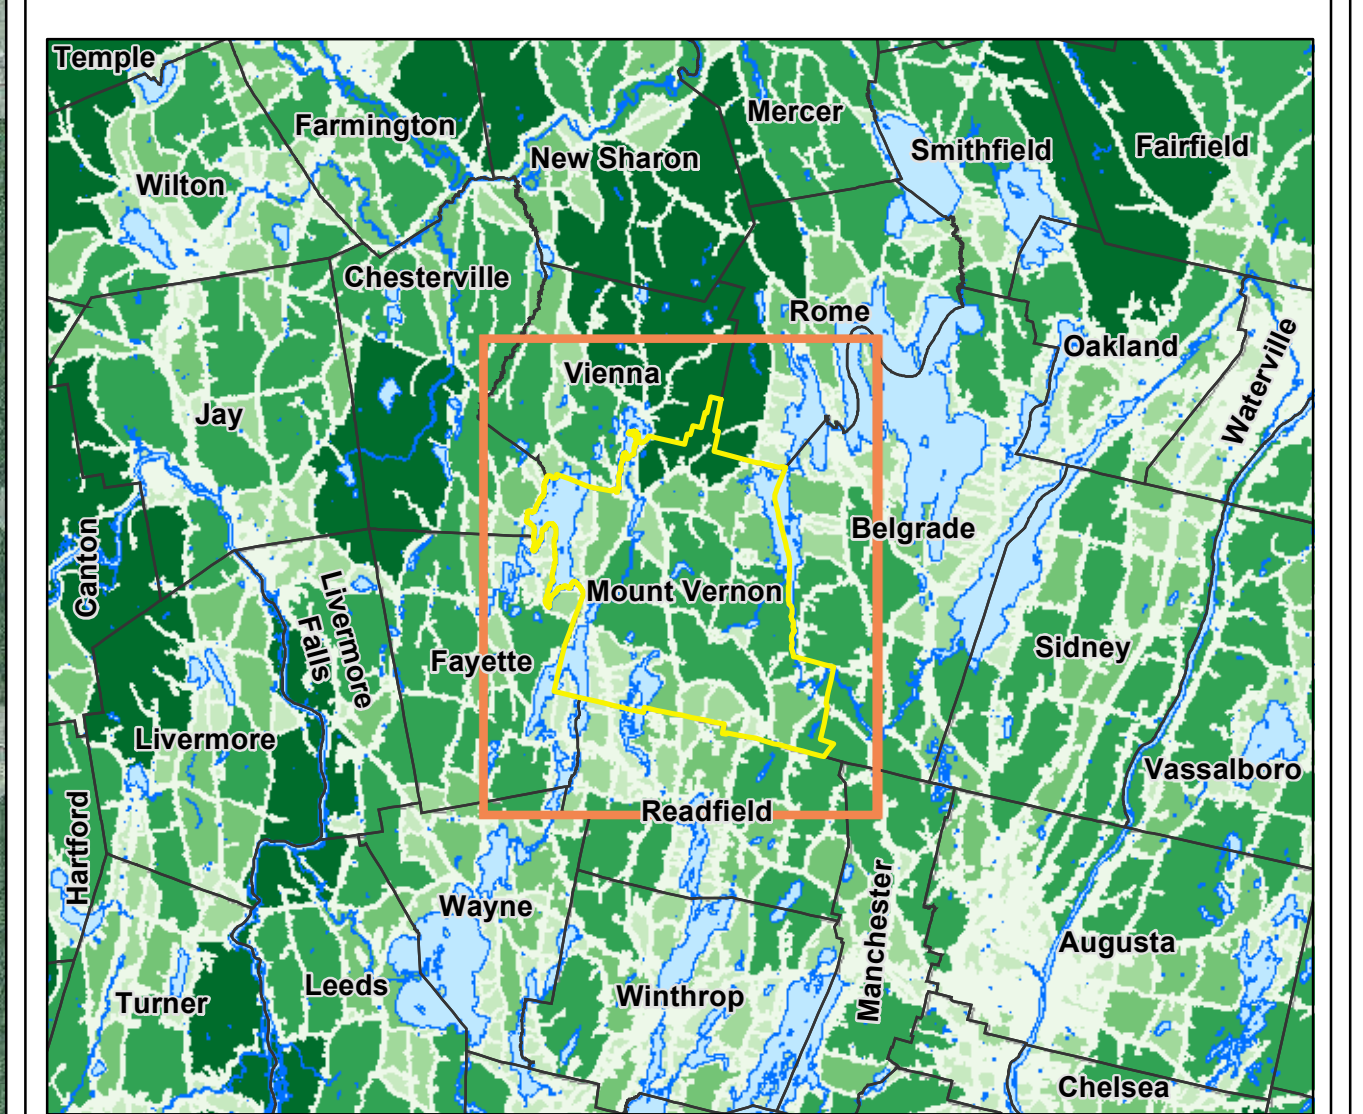 Temple
Mercer
Farmington
Smithfield
Fairfield
New Sharon
Wilton
Chesterville
Rome
Oakland
Waterville
Vienna
Jay
Belgrade
Canton
Mount Vernon
Livermore
Falls
Sidney
Fayette
Livermore
Vassalboro
Readfield
Hartford
Wayne
Manchester
Augusta
Leeds
Winthrop
Turner
Chelsea